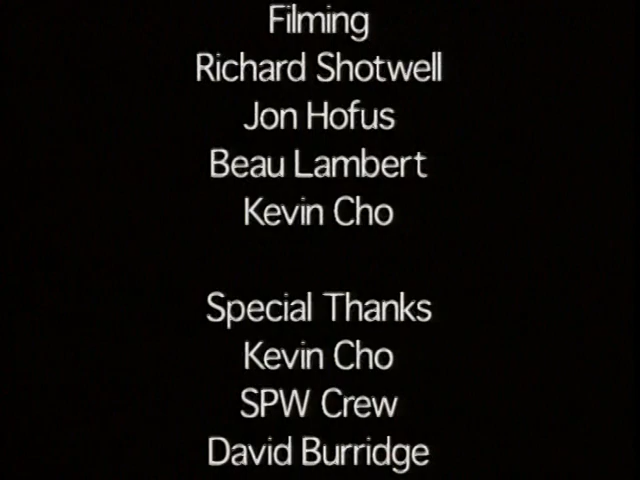 Filming
Richard Shotwell
Jon Hofus
Beau Lambert
Kevin Cho
Special Thanks
Kevin Cho
SPW Crew
David Burridge